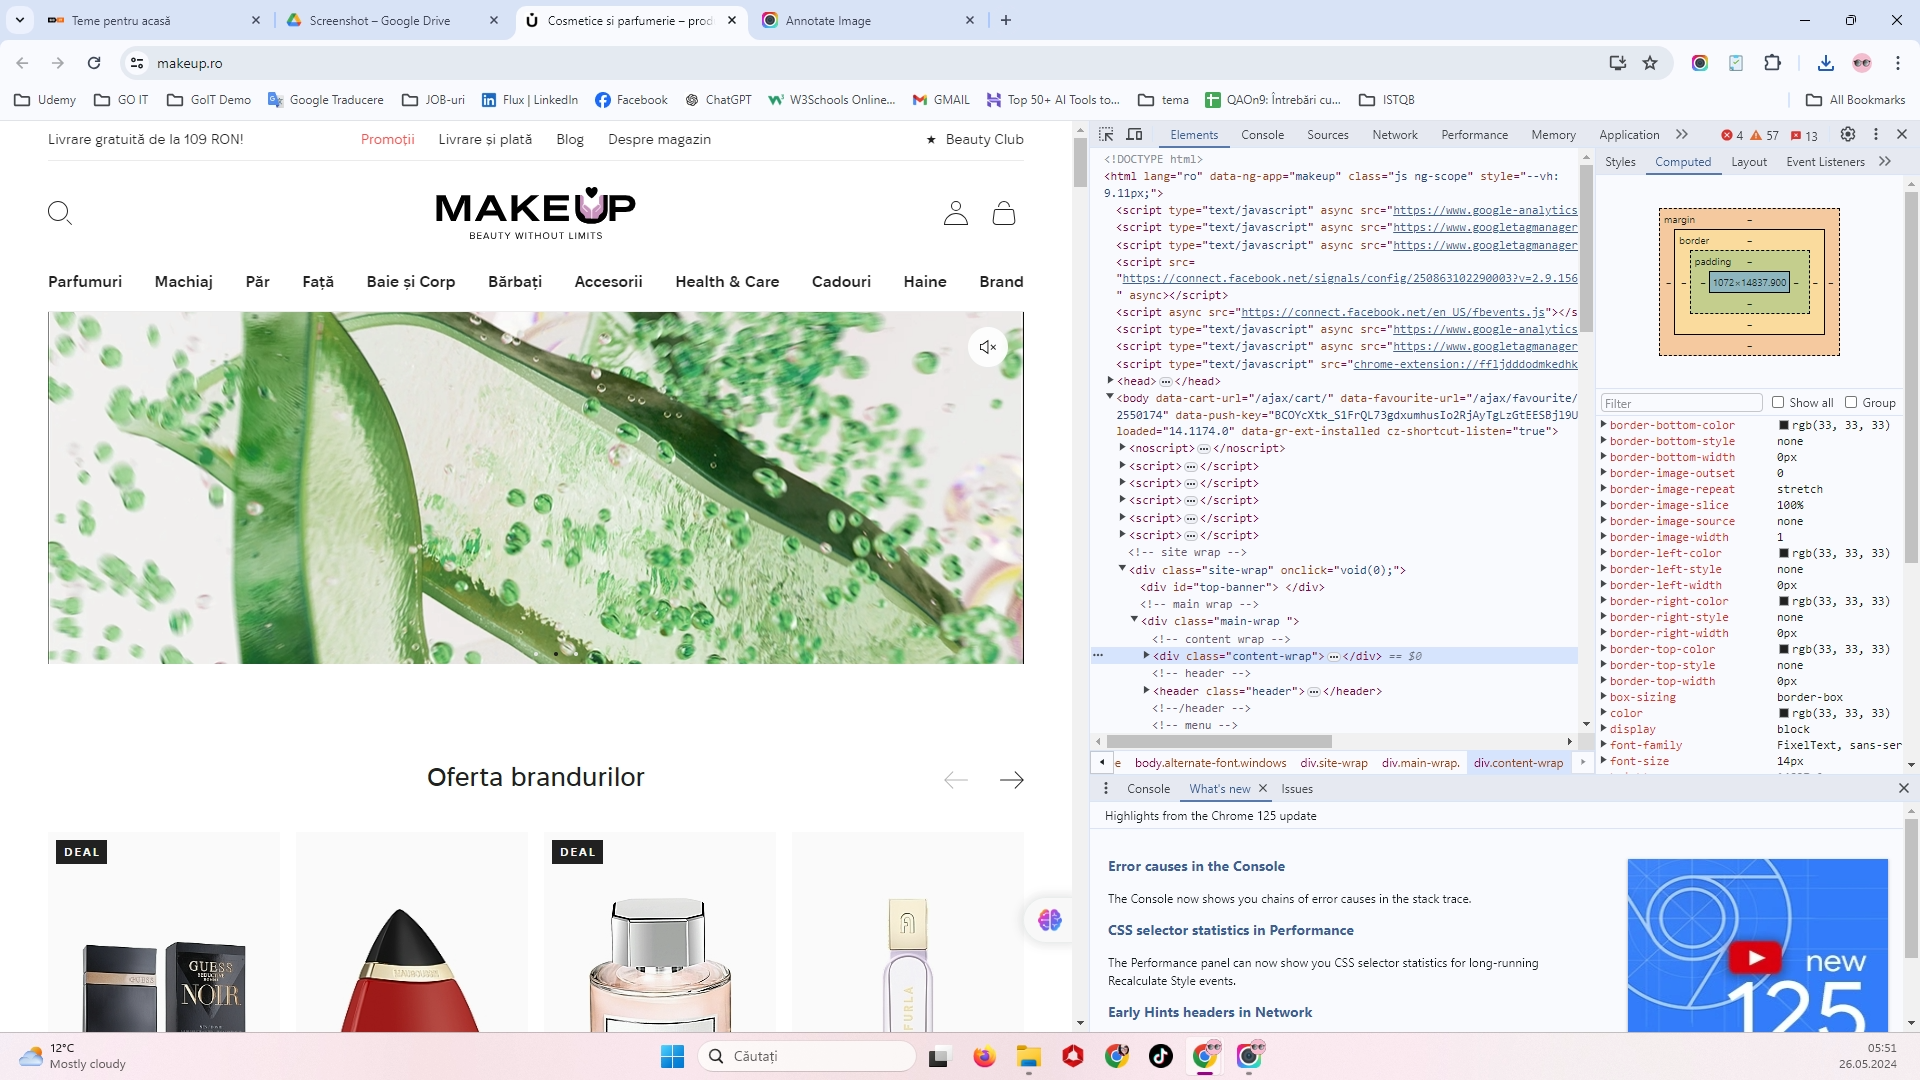 Teme pentru acasă
Screenshot – Google Drive
Cosmetice si parfumerie – prod
Annotate Image
makeup.ro
Udemy
GO IT
GoIT Demo
Google Traducere
JOB-uri
Flux | LinkedIn
Facebook
ChatGPT
W3Schools Online...
GMAIL
Top 50+ AI Tools to...
tema
QAOn9: Întrebări cu...
ISTQB
All Bookmarks
Livrare gratuită de la 109 RON!
Promoții
Livrare și plată
Blog
Despre magazin
★ Beauty Club
MAKEUP
BEAUTY WITHOUT LIMITS
Parfumuri
Machiaj
Păr
Față
Baie și Corp
Bărbați
Accesorii
Health & Care
Cadouri
Haine
Brand
Oferta brandurilor
DEAL
DEAL
GUESS
GUESS
SEDUCTIVE
NOIR
MAUBOUSSIN
FURLA
Elements
Console
Sources
Network
Performance
Memory
Application
4
57
13
<!DOCTYPE html>
<html lang="ro" data-ng-app="makeup" class="js ng-scope" style="--vh:
9.11px;">
<script type="text/javascript" async src="https://www.google-analytics
<script type="text/javascript" async src="https://www.googletagmanager
<script type="text/javascript" async src="https://www.googletagmanager
<script src=
"https://connect.facebook.net/signals/config/250863102290003?v=2.9.156
" async></script>
<script async src="https://connect.facebook.net/en_US/fbevents.js"></s
<script type="text/javascript" async src="https://www.google-analytics
<script type="text/javascript" async src="https://www.googletagmanager
<script type="text/javascript" src="chrome-extension://ffljdddodmkedhk
<head>…</head>
<body data-cart-url="/ajax/cart/" data-favourite-url="/ajax/favourite/
2550174" data-push-key="BCOYcXtk_S1FrQL73gdxumhusIo2RjAyTgLzGtEESBjl9U
loaded="14.1174.0" data-gr-ext-installed cz-shortcut-listen="true">
<noscript>…</noscript>
<script>…</script>
<script>…</script>
<script>…</script>
<script>…</script>
<script>…</script>
<!-- site wrap -->
<div class="site-wrap" onclick="void(0);">
<div id="top-banner"> </div>
<!-- main wrap -->
<div class="main-wrap ">
<!-- content wrap -->
<div class="content-wrap">…</div> == $0
<!-- header -->
<header class="header">…</header>
<!--/header -->
<!-- menu -->
e
body.alternate-font.windows
div.site-wrap
div.main-wrap.
div.content-wrap
Styles
Computed
Layout
Event Listeners
margin
border
padding
1072×14837.900
Filter
Show all
Group
border-bottom-color rgb(33, 33, 33)
border-bottom-style none
border-bottom-width 0px
border-image-outset 0
border-image-repeat stretch
border-image-slice 100%
border-image-source none
border-image-width 1
border-left-color rgb(33, 33, 33)
border-left-style none
border-left-width 0px
border-right-color rgb(33, 33, 33)
border-right-style none
border-right-width 0px
border-top-color rgb(33, 33, 33)
border-top-style none
border-top-width 0px
box-sizing border-box
color rgb(33, 33, 33)
display block
font-family FixelText, sans-ser
font-size 14px
Console
What's new
Issues
Highlights from the Chrome 125 update
Error causes in the Console
The Console now shows you chains of error causes in the stack trace.
CSS selector statistics in Performance
The Performance panel can now show you CSS selector statistics for long-running
Recalculate Style events.
Early Hints headers in Network
new
125
12°C
Mostly cloudy
Căutați
05:51
26.05.2024